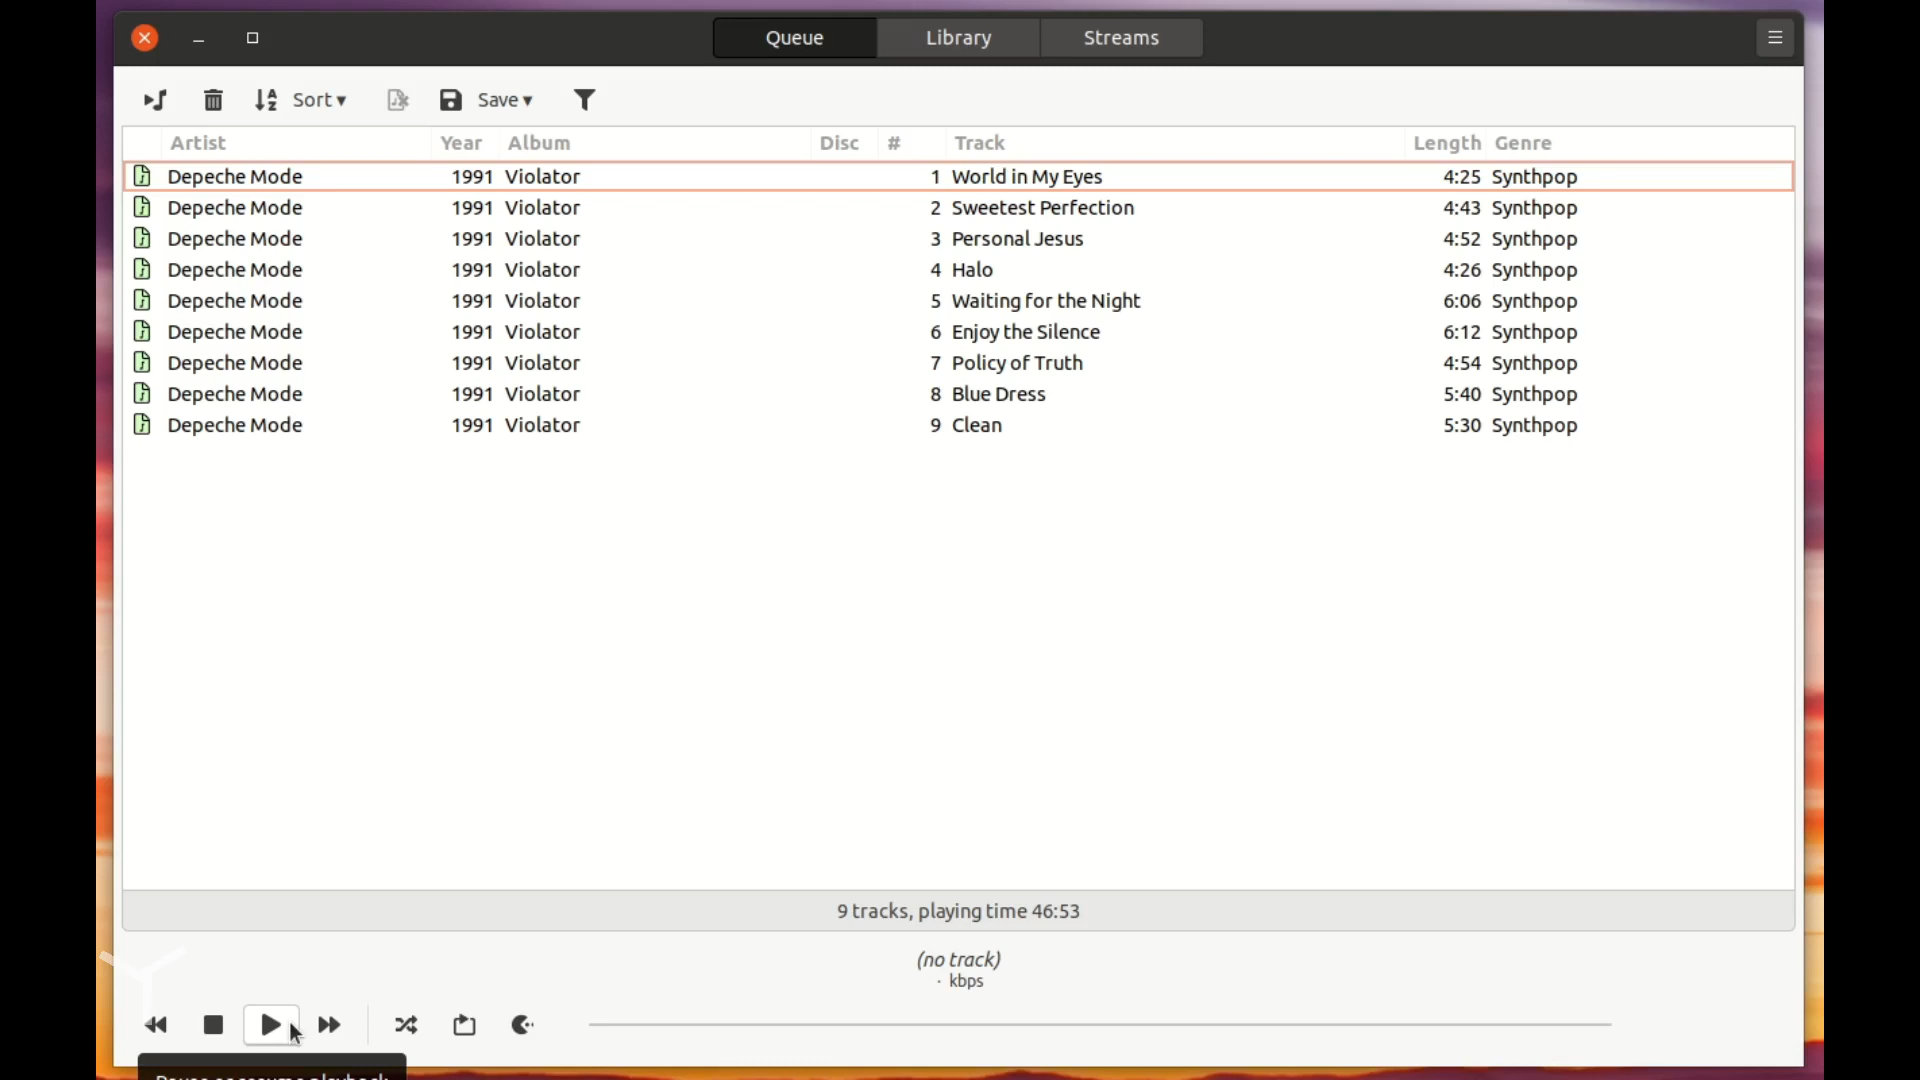 Queue Library Streams
Sort Save
Artist Year Album Disc # Track Length Genre
Depeche Mode 1991 Violator 1 World in My Eyes 4:25 Synthpop
Depeche Mode 1991 Violator 2 Sweetest Perfection 4:43 Synthpop
Depeche Mode 1991 Violator 3 Personal Jesus 4:52 Synthpop
Depeche Mode 1991 Violator 4 Halo 4:26 Synthpop
Depeche Mode 1991 Violator 5 Waiting for the Night 6:06 Synthpop
Depeche Mode 1991 Violator 6 Enjoy the Silence 6:12 Synthpop
Depeche Mode 1991 Violator 7 Policy of Truth 4:54 Synthpop
Depeche Mode 1991 Violator 8 Blue Dress 5:40 Synthpop
Depeche Mode 1991 Violator 9 Clean 5:30 Synthpop
9 tracks, playing time 46:53
(no track)
· kbps
Pause or resume playback